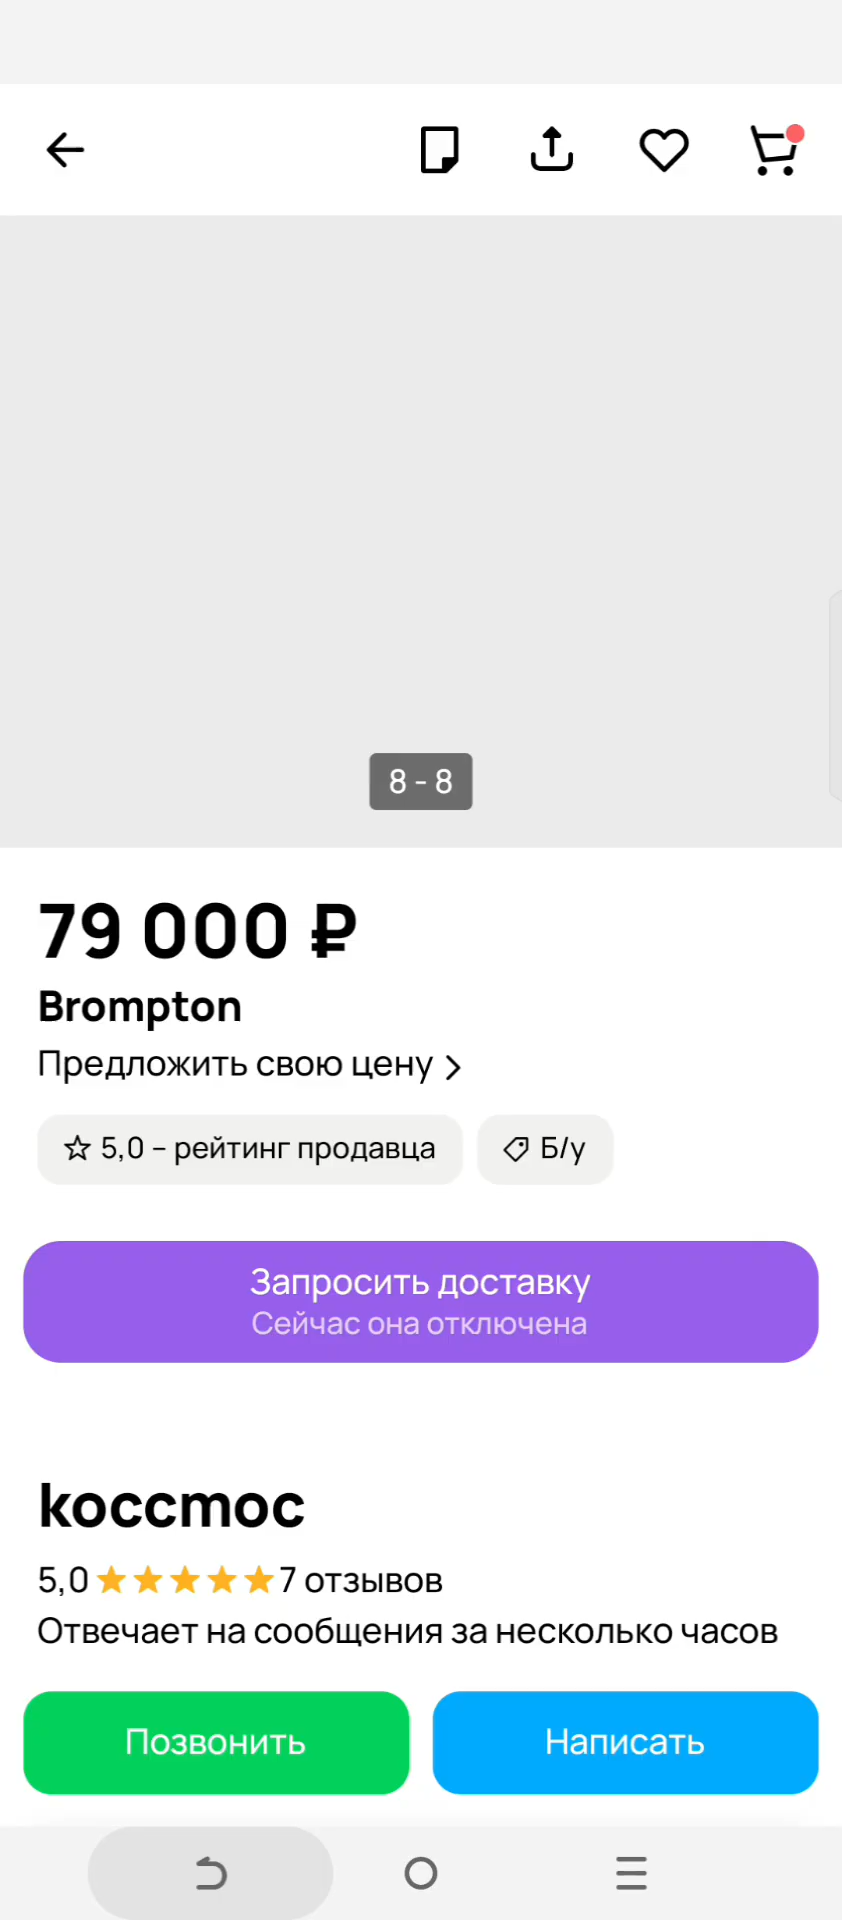 8 - 8
79 000 ₽
Brompton
Предложить свою цену
5,0 – рейтинг продавца
Б/у
Запросить доставку
Сейчас она отключена
koccmoc
5,0 7 отзывов
Отвечает на сообщения за несколько часов
Позвонить
Написать